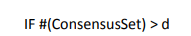 IF #(ConsensusSet) > d